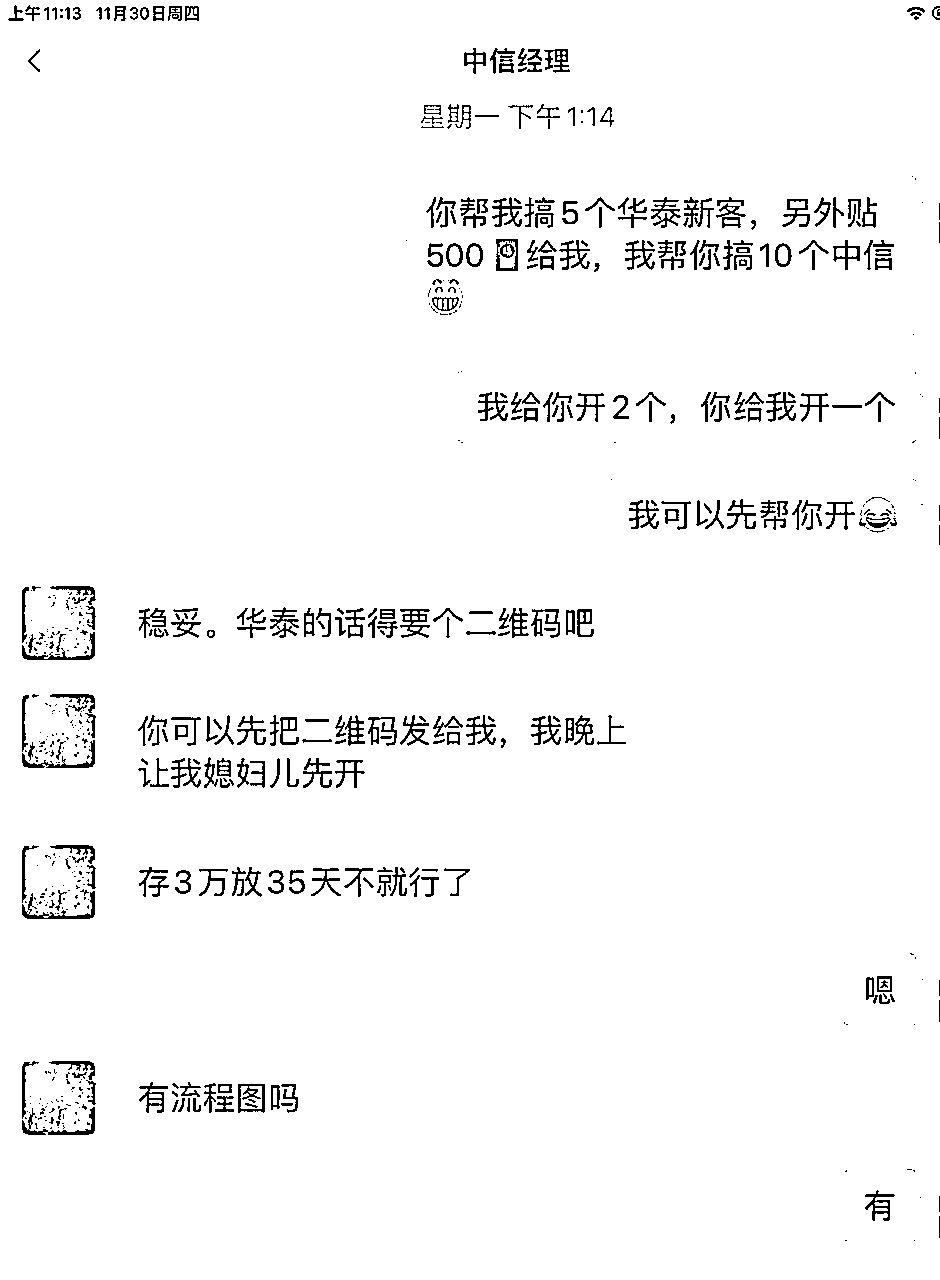 上午11:13 11月30日周四
中信经理
星期一 下午1:14
你帮我搞5个华泰新客，另外贴
500🧧给我，我帮你搞10个中信
😁
我给你开2个，你给我开一个
我可以先帮你开😂
稳妥。华泰的话得要个二维码吧
你可以先把二维码发给我，我晚上
让我媳妇儿先开
存3万放35天不就行了
嗯
有流程图吗
有